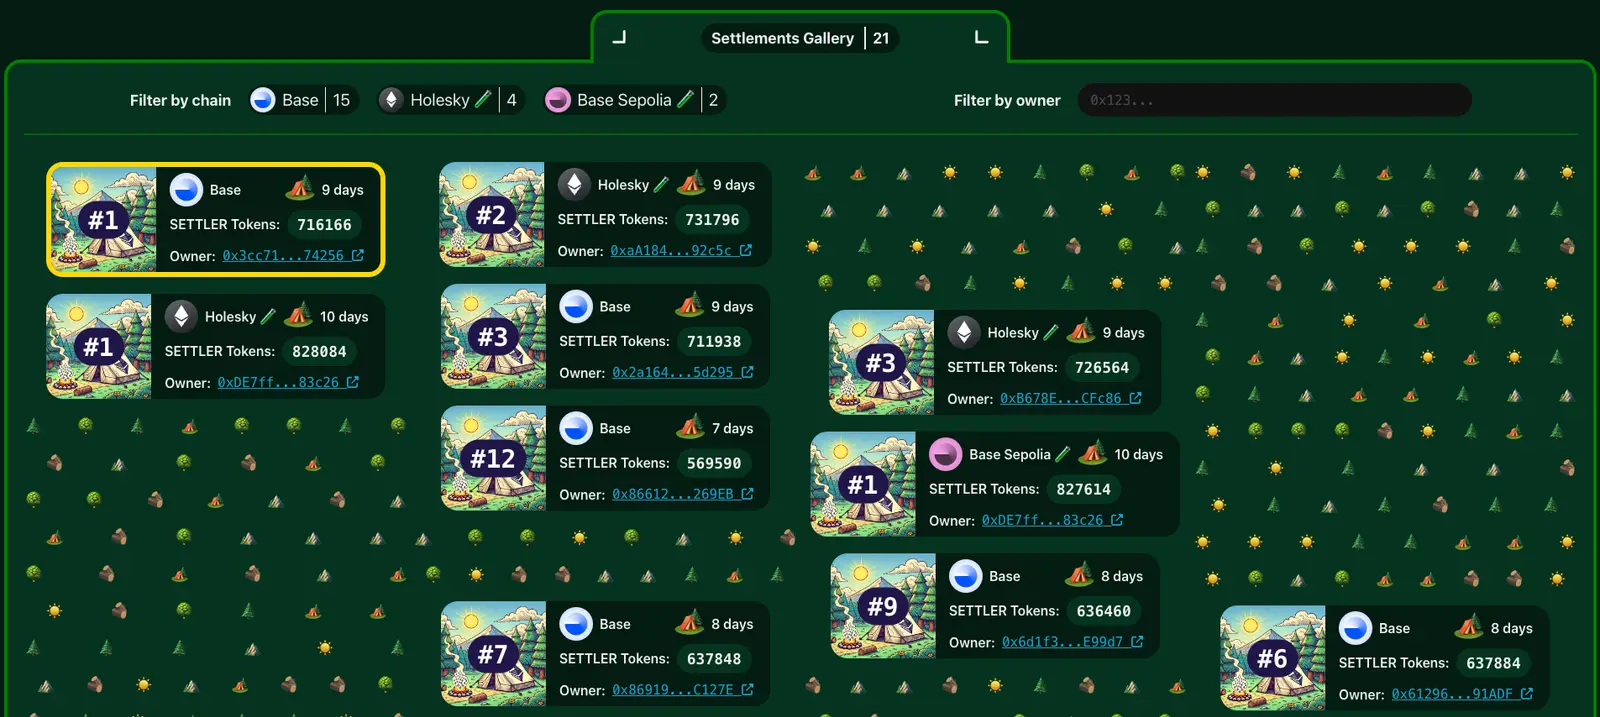 Settlements Gallery | 21
Filter by chain Base | 15 Holesky | 4 Base Sepolia | 2 Filter by owner 0x123...
#1 Base 9 days
SETTLER Tokens: 716166
Owner: 0x3cc71...74256
#2 Holesky 9 days
SETTLER Tokens: 731796
Owner: 0xaA184...92c5c
#1 Holesky 10 days
SETTLER Tokens: 828084
Owner: 0xDE7ff...83c26
#3 Base 9 days
SETTLER Tokens: 711938
Owner: 0x2a164...5d295
#3 Holesky 9 days
SETTLER Tokens: 726564
Owner: 0xB678E...CFc86
#12 Base 7 days
SETTLER Tokens: 569590
Owner: 0x86612...269EB
#1 Base Sepolia 10 days
SETTLER Tokens: 827614
Owner: 0xDE7ff...83c26
#9 Base 8 days
SETTLER Tokens: 636460
Owner: 0x6d1f3...E99d7
#7 Base 8 days
SETTLER Tokens: 637848
Owner: 0x86919...C127E
#6 Base 8 days
SETTLER Tokens: 637884
Owner: 0x61296...91ADF